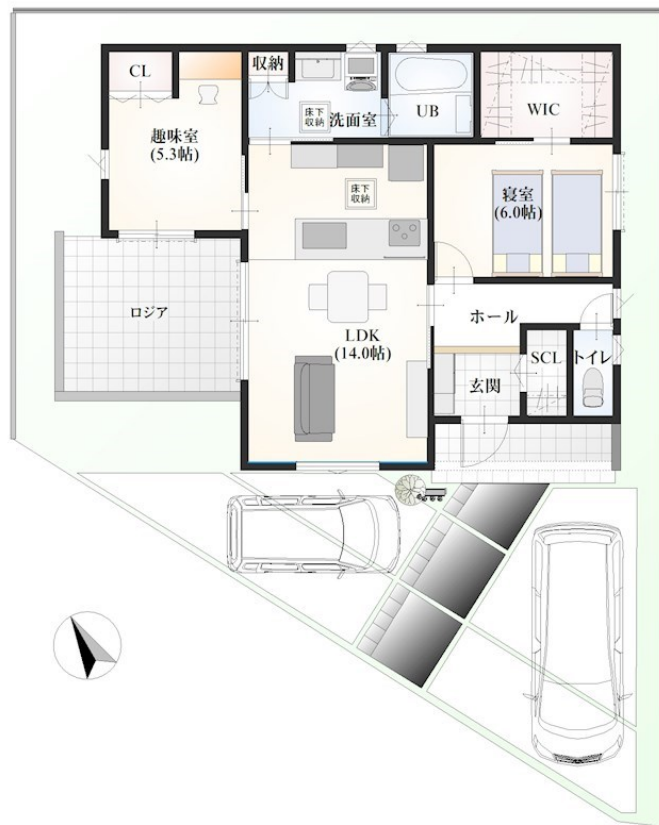 CL
収納
床下
収納
洗面室
UB
WIC
趣味室
(5.3帖)
床下
収納
寝室
(6.0帖)
ロジア
LDK
(14.0帖)
ホール
玄関
SCL
トイレ